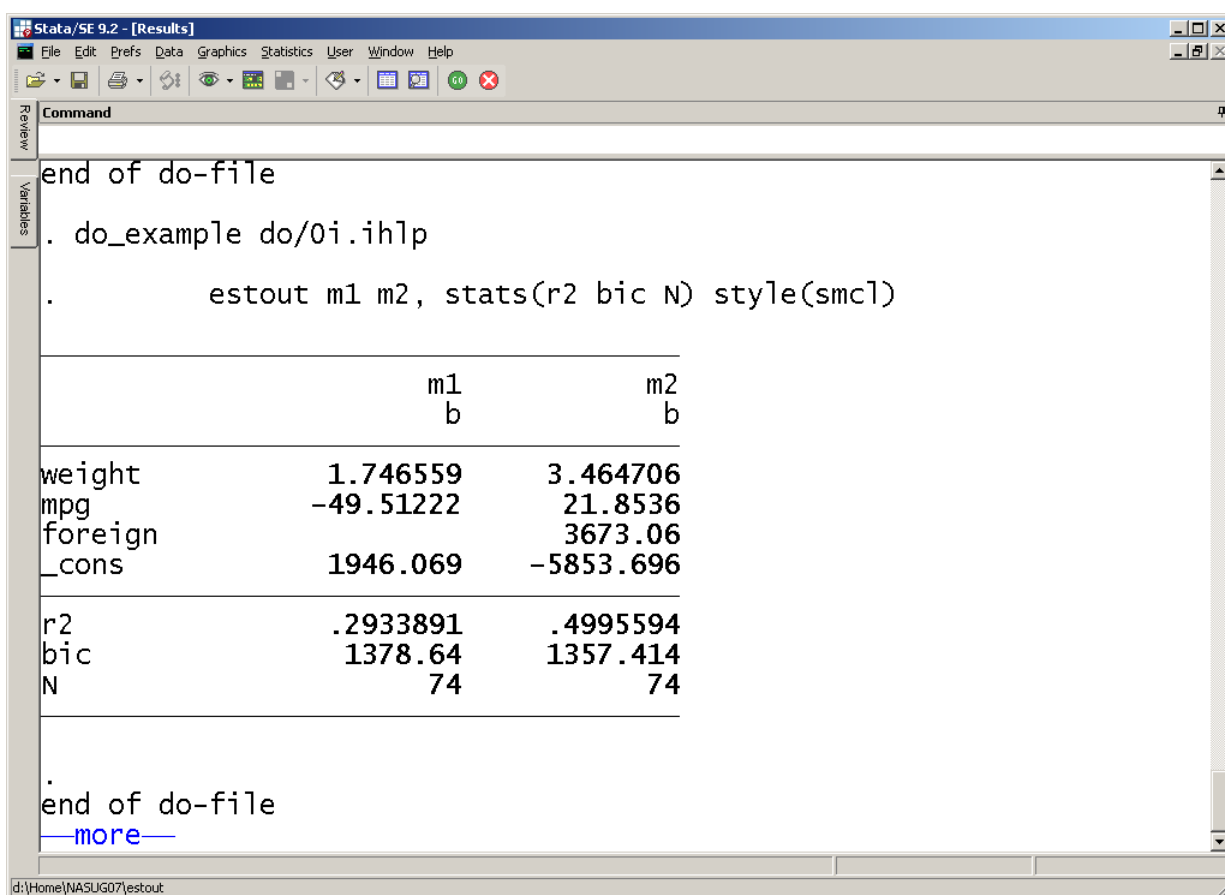 Stata/SE 9.2 - [Results]
File Edit Prefs Data Graphics Statistics User Window Help
Review
Command
Variables
end of do-file
. do_example do/0i.ihlp
. estout m1 m2, stats(r2 bic N) style(smcl)
m1 m2
b b
weight 1.746559 3.464706
mpg -49.51222 21.8536
foreign 3673.06
_cons 1946.069 -5853.696
r2 .2933891 .4995594
bic 1378.64 1357.414
N 74 74
.
end of do-file
—more—
d:\Home\NASUG07\estout